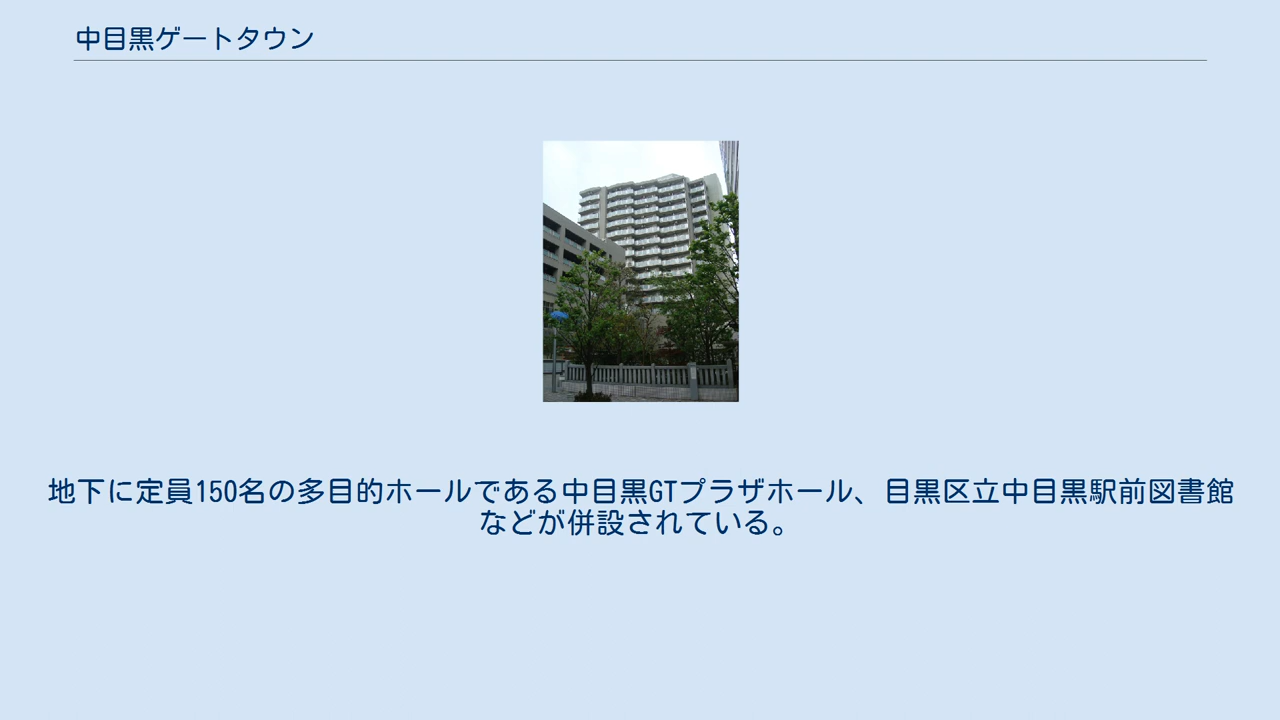 中目黒ゲートタウン
地下に定員150名の多目的ホールである中目黒GTプラザホール、目黒区立中目黒駅前図書館
などが併設されている。